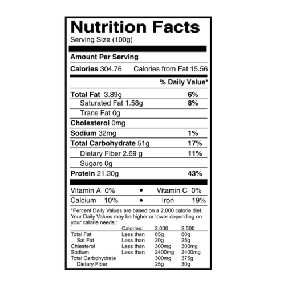 Nutrition Facts
Serving Size (100g)
Amount Per Serving
Calories 304.76 Calories from Fat 15.56
% Daily Value*
Total Fat 3.89g 6%
Saturated Fat 1.58g 8%
Trans Fat 0g
Cholesterol 0mg
Sodium 32mg 1%
Total Carbohydrate 51g 17%
Dietary Fiber 2.69 g 11%
Sugars 0g
Protein 21.30g 43%
Vitamin A 0% • Vitamin C 0%
Calcium 10% • Iron 19%
*Percent Daily Values are based on a 2,000 calorie diet.
Your Daily Values may be higher or lower depending on
your calorie needs:
Calories: 2,000 2,500
Total Fat Less than 65g 80g
Sat Fat Less than 20g 25g
Cholesterol Less than 300mg 300mg
Sodium Less than 2400mg 2400mg
Total Carbohydrate 300mg 375g
Dietary Fiber 25g 30g